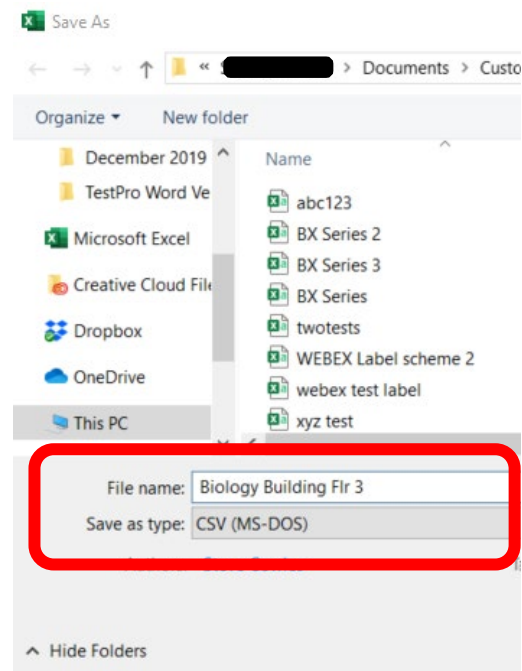 Save As
« > Documents > Custo
Organize New folder
December 2019
TestPro Word Ve
Microsoft Excel
Creative Cloud File
Dropbox
OneDrive
This PC
Name
abc123
BX Series 2
BX Series 3
BX Series
twotests
WEBEX Label scheme 2
webex test label
xyz test
File name: Biology Building Flr 3
Save as type: CSV (MS-DOS)
Hide Folders